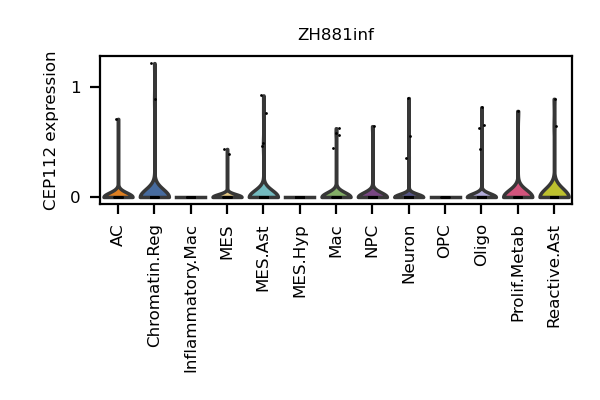 ZH881inf
CEP112 expression
1
0
AC
Chromatin.Reg
Inflammatory.Mac
MES
MES.Ast
MES.Hyp
Mac
NPC
Neuron
OPC
Oligo
Prolif.Metab
Reactive.Ast